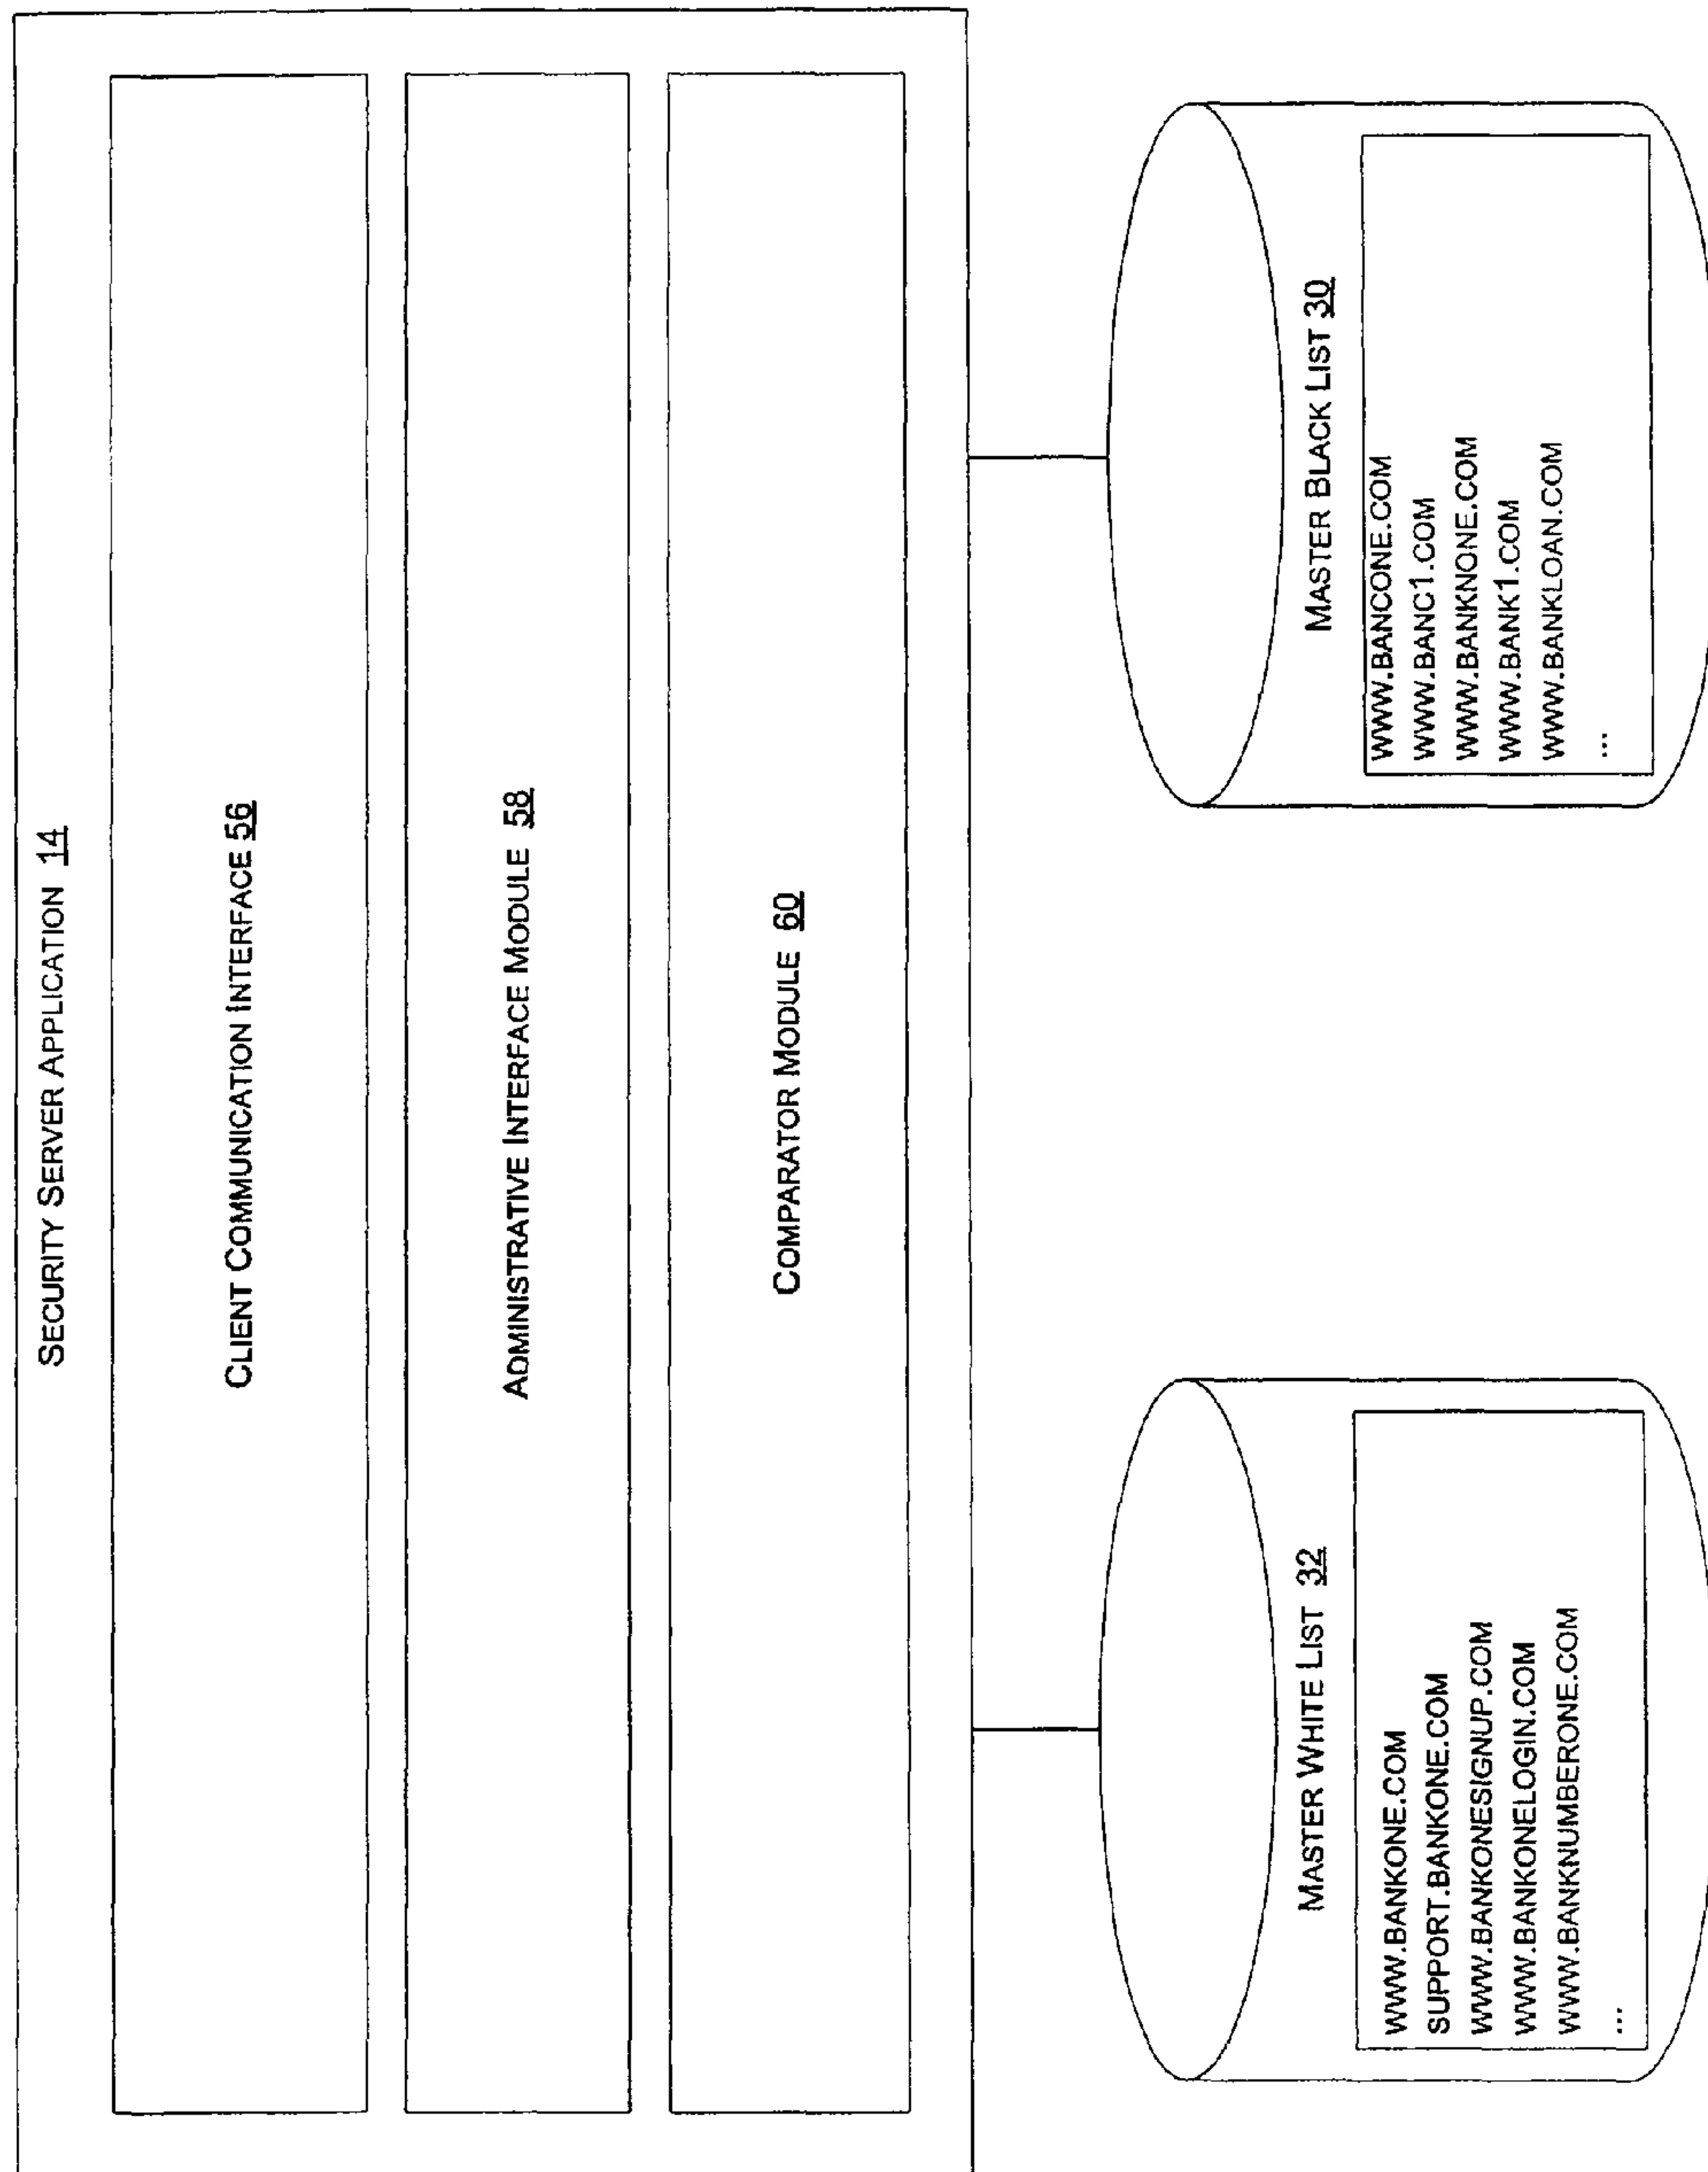 SECURITY SERVER APPLICATION 14
CLIENT COMMUNICATION INTERFACE 56
ADMINISTRATIVE INTERFACE MODULE 58
COMPARATOR MODULE 60
MASTER WHITE LIST 32
WWW.BANKONE.COM
SUPPORT.BANKONE.COM
WWW.BANKONESIGNUP.COM
WWW.BANKONELOGIN.COM
WWW.BANKNUMBERONE.COM
...
MASTER BLACK LIST 30
WWW.BANCONE.COM
WWW.BANC1.COM
WWW.BANKNONE.COM
WWW.BANK1.COM
WWW.BANKLOAN.COM
...